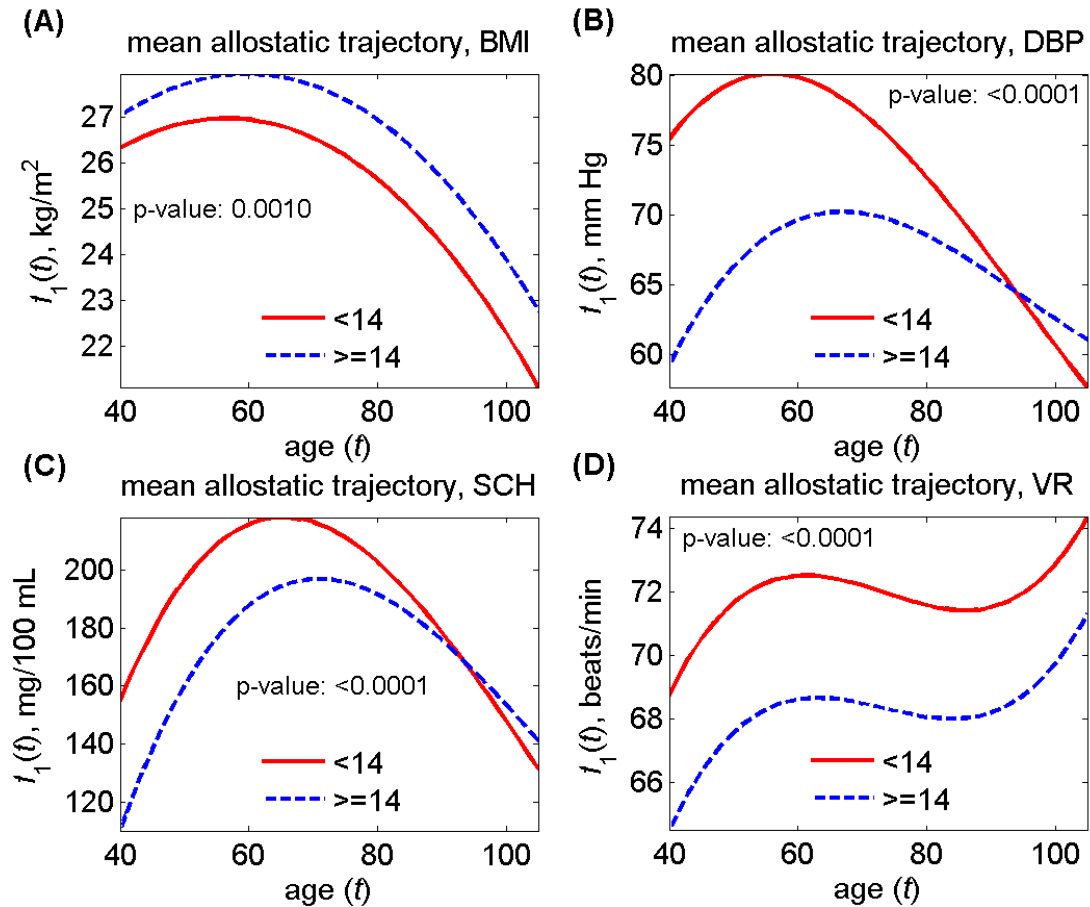 (A)
mean allostatic trajectory, BMI
f₁(t), kg/m²
27
26
25
24
23
22
p-value: 0.0010
<14
>=14
40 60 80 100
age (t)
(B)
mean allostatic trajectory, DBP
f₁(t), mm Hg
80
75
70
65
60
p-value: <0.0001
<14
>=14
40 60 80 100
age (t)
(C)
mean allostatic trajectory, SCH
f₁(t), mg/100 mL
200
180
160
140
120
p-value: <0.0001
<14
>=14
40 60 80 100
age (t)
(D)
mean allostatic trajectory, VR
f₁(t), beats/min
74
72
70
68
66
p-value: <0.0001
<14
>=14
40 60 80 100
age (t)